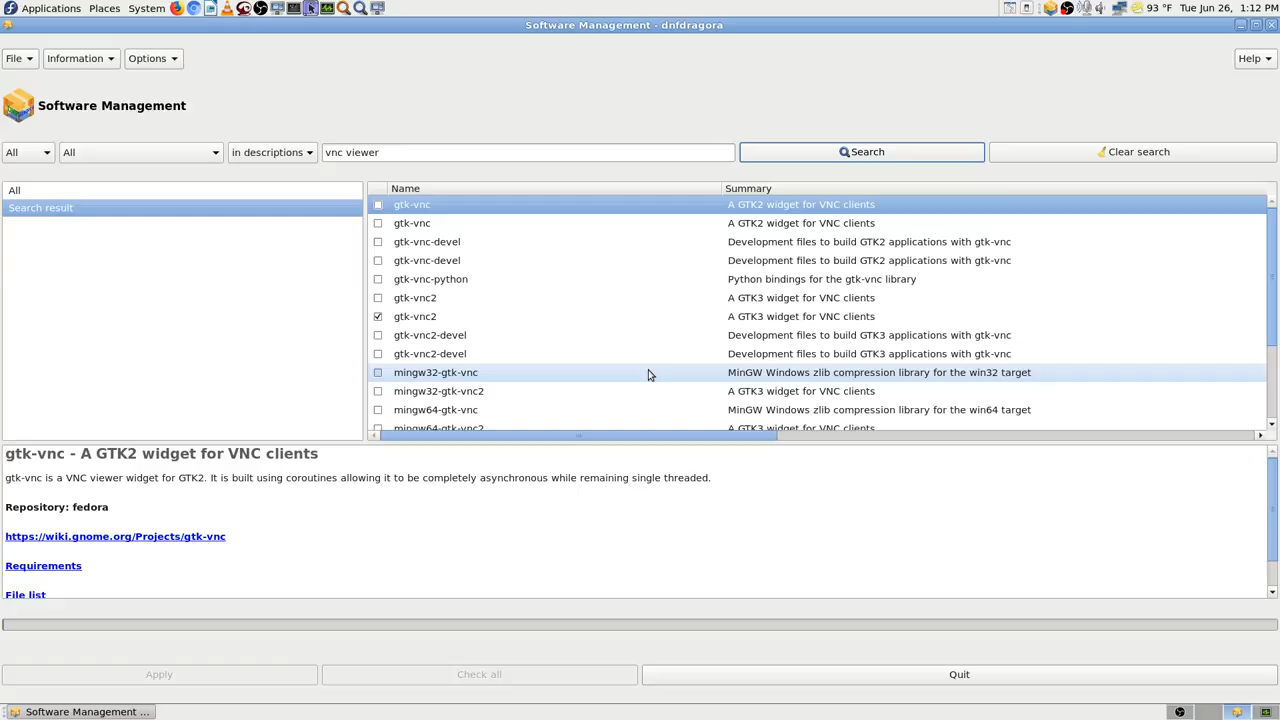 Applications Places System 93 °F Tue Jun 26, 1:12 PM
Software Management - dnfdragora
File Information Options Help
Software Management
All All in descriptions vnc viewer Search Clear search
All
Search result
Name Summary
gtk-vnc A GTK2 widget for VNC clients
gtk-vnc A GTK2 widget for VNC clients
gtk-vnc-devel Development files to build GTK2 applications with gtk-vnc
gtk-vnc-devel Development files to build GTK2 applications with gtk-vnc
gtk-vnc-python Python bindings for the gtk-vnc library
gtk-vnc2 A GTK3 widget for VNC clients
gtk-vnc2 A GTK3 widget for VNC clients
gtk-vnc2-devel Development files to build GTK3 applications with gtk-vnc
gtk-vnc2-devel Development files to build GTK3 applications with gtk-vnc
mingw32-gtk-vnc MinGW Windows zlib compression library for the win32 target
mingw32-gtk-vnc2 A GTK3 widget for VNC clients
mingw64-gtk-vnc MinGW Windows zlib compression library for the win64 target
mingw64-gtk-vnc2 A GTK3 widget for VNC clients
gtk-vnc - A GTK2 widget for VNC clients
gtk-vnc is a VNC viewer widget for GTK2. It is built using coroutines allowing it to be completely asynchronous while remaining single threaded.
Repository: fedora
https://wiki.gnome.org/Projects/gtk-vnc
Requirements
File list
Apply Check all Quit
Software Management ...